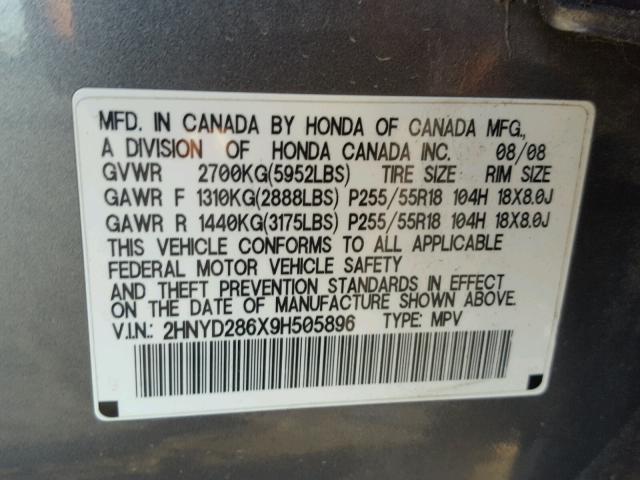 MFD. IN CANADA BY HONDA OF CANADA MFG.,
A DIVISION OF HONDA CANADA INC. 08/08
GVWR 2700KG(5952LBS) TIRE SIZE RIM SIZE
GAWR F 1310KG(2888LBS) P255/55R18 104H 18X8.0J
GAWR R 1440KG(3175LBS) P255/55R18 104H 18X8.0J
THIS VEHICLE CONFORMS TO ALL APPLICABLE
FEDERAL MOTOR VEHICLE SAFETY
AND THEFT PREVENTION STANDARDS IN EFFECT
ON THE DATE OF MANUFACTURE SHOWN ABOVE.
V.I.N.: 2HNYD286X9H505896 TYPE: MPV